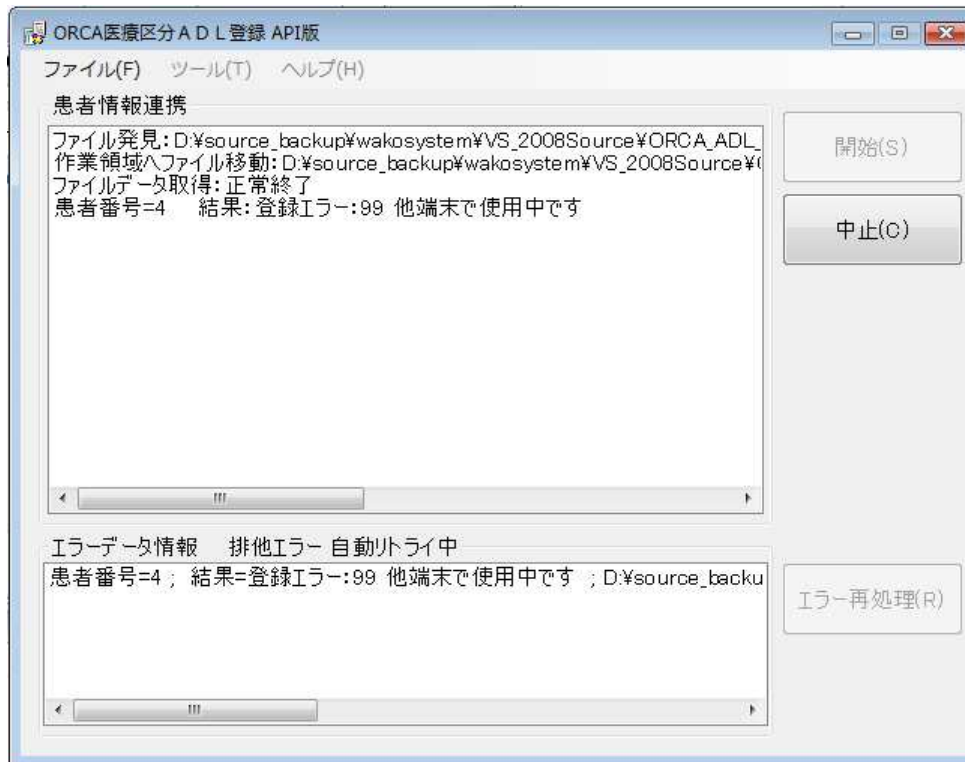 ORCA医療区分ＡＤＬ登録 API版
ファイル(F) ツール(T) ヘルプ(H)
患者情報連携
ファイル発見:D:¥source_backup¥wakosystem¥VS_2008Source¥ORCA_ADL_
作業領域へファイル移動:D:¥source_backup¥wakosystem¥VS_2008Source¥
ファイルデータ取得:正常終了
患者番号=4 結果:登録エラー:99 他端末で使用中です
開始(S)
中止(C)
エラーデータ情報 排他エラー 自動リトライ中
患者番号=4 ; 結果=登録エラー:99 他端末で使用中です ;D:¥source_backu
エラー再処理(R)